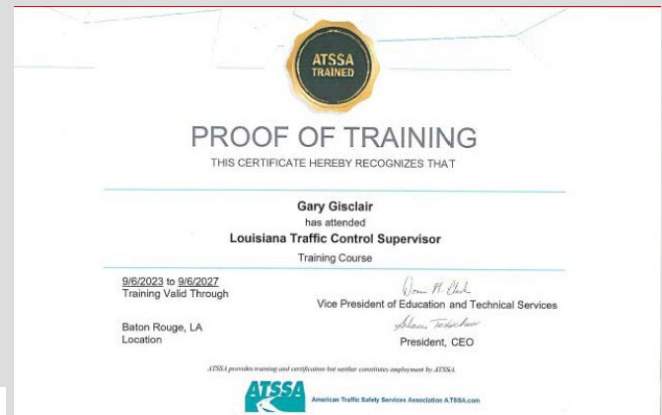 ATSSA
TRAINED
PROOF OF TRAINING
THIS CERTIFICATE HEREBY RECOGNIZES THAT
Gary Gisclair
has attended
Louisiana Traffic Control Supervisor
Training Course
9/6/2023 to 9/6/2027
Training Valid Through
Vice President of Education and Technical Services
Baton Rouge, LA
Location
President, CEO
ATSSA provides training and certification but neither constitutes employment by ATSSA.
ATSSA
American Traffic Safety Services Association ATSSA.com